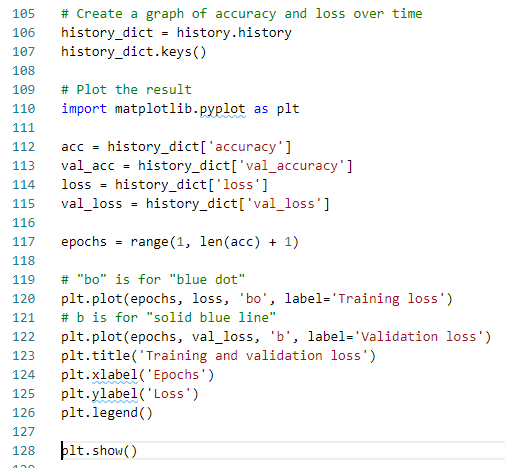 105 # Create a graph of accuracy and loss over time
106 history_dict = history.history
107 history_dict.keys()
108
109 # Plot the result
110 import matplotlib.pyplot as plt
111
112 acc = history_dict['accuracy']
113 val_acc = history_dict['val_accuracy']
114 loss = history_dict['loss']
115 val_loss = history_dict['val_loss']
116
117 epochs = range(1, len(acc) + 1)
118
119 # "bo" is for "blue dot"
120 plt.plot(epochs, loss, 'bo', label='Training loss')
121 # b is for "solid blue line"
122 plt.plot(epochs, val_loss, 'b', label='Validation loss')
123 plt.title('Training and validation loss')
124 plt.xlabel('Epochs')
125 plt.ylabel('Loss')
126 plt.legend()
127
128 plt.show()